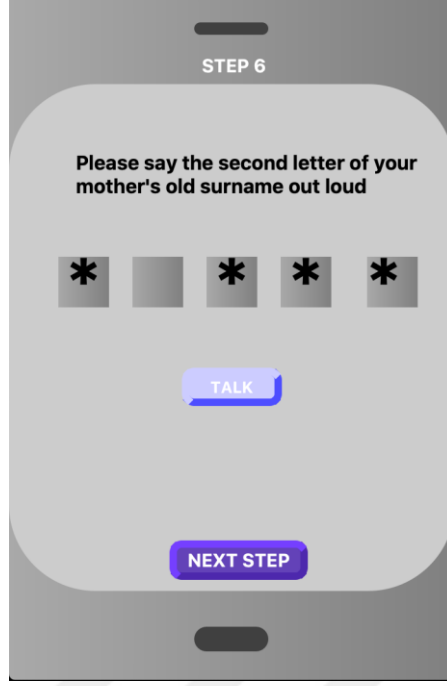 STEP 6
Please say the second letter of your
mother's old surname out loud
* * * *
TALK
NEXT STEP